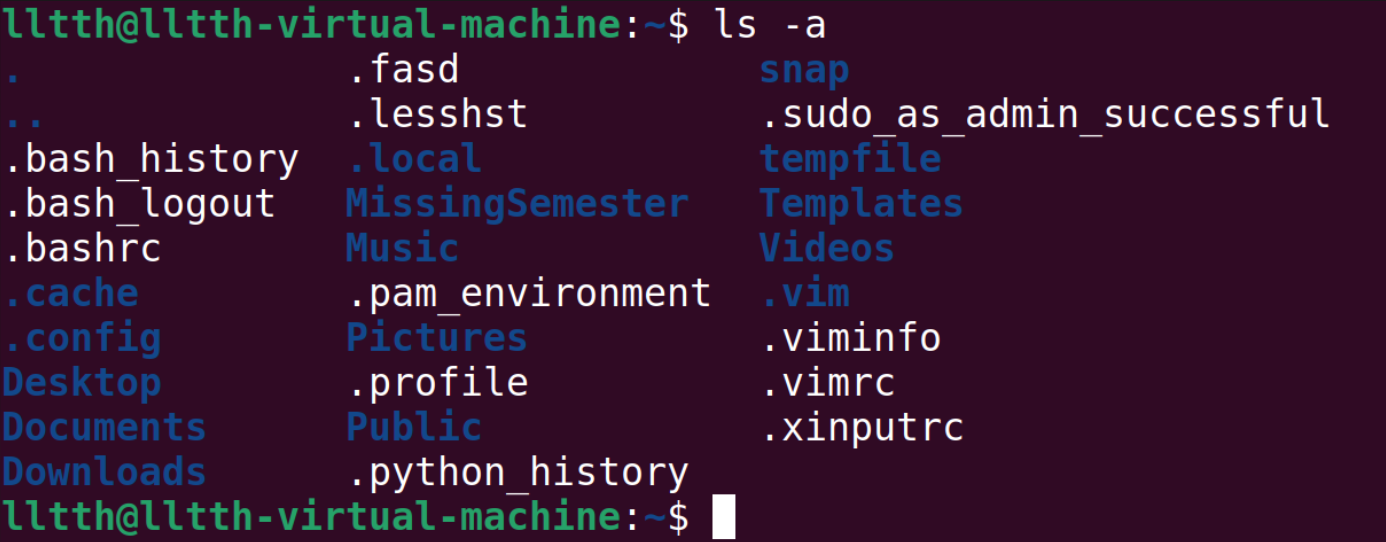 lltth@lltth-virtual-machine:~$ ls -a
.               .fasd              snap
..              .lesshst           .sudo_as_admin_successful
.bash_history   .local             tempfile
.bash_logout    MissingSemester    Templates
.bashrc         Music              Videos
.cache          .pam_environment   .vim
.config         Pictures           .viminfo
Desktop         .profile           .vimrc
Documents       Public             .xinputrc
Downloads       .python_history
lltth@lltth-virtual-machine:~$